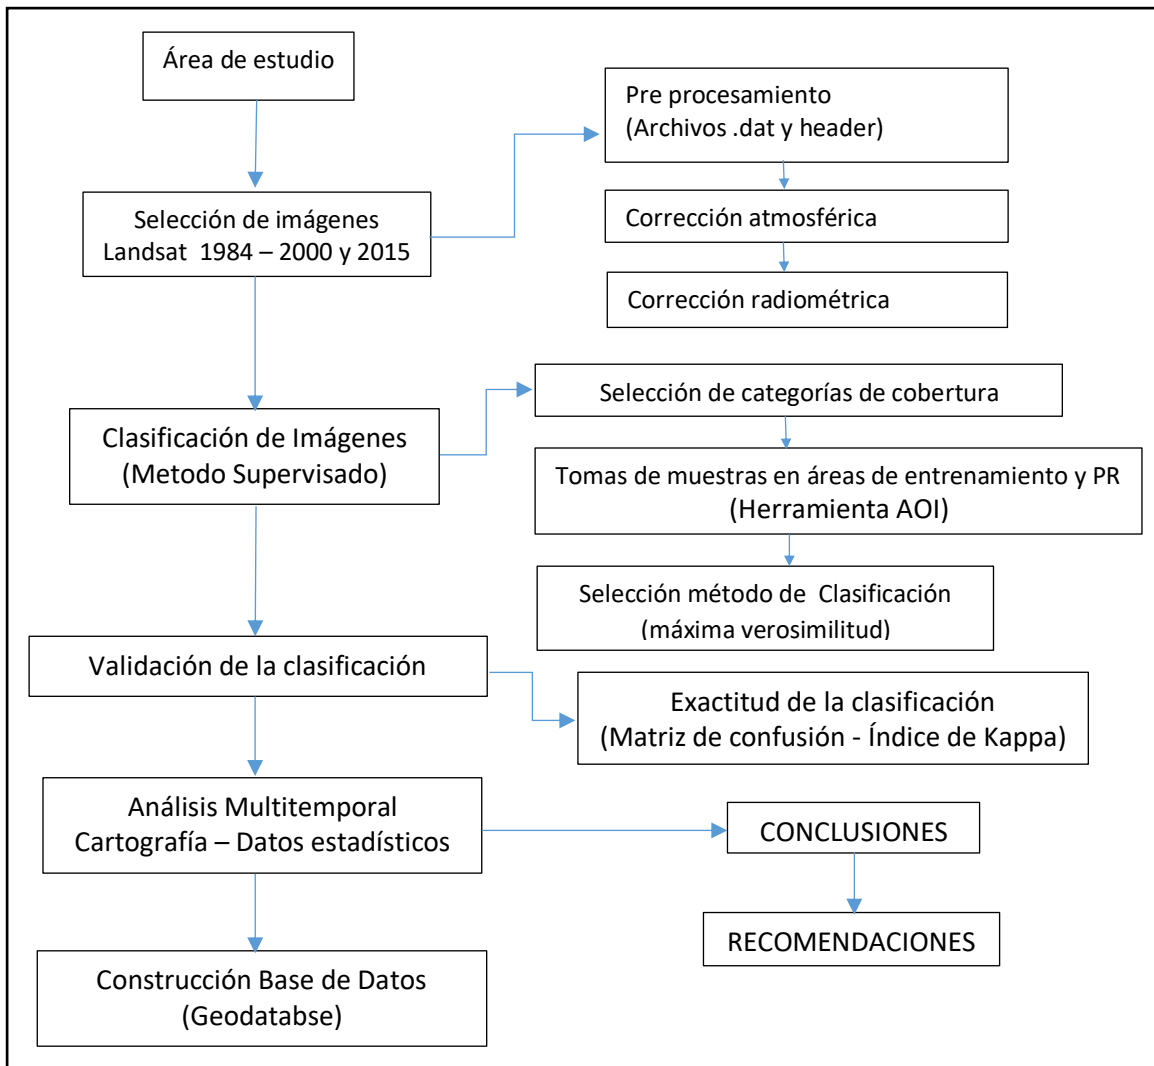 Área de estudio
Pre procesamiento
(Archivos .dat y header)
Selección de imágenes
Landsat 1984 – 2000 y 2015
Corrección atmosférica
Corrección radiométrica
Clasificación de Imágenes
(Metodo Supervisado)
Selección de categorías de cobertura
Tomas de muestras en áreas de entrenamiento y PR
(Herramienta AOI)
Selección método de Clasificación
(máxima verosimilitud)
Validación de la clasificación
Exactitud de la clasificación
(Matriz de confusión - Índice de Kappa)
Análisis Multitemporal
Cartografía – Datos estadísticos
CONCLUSIONES
RECOMENDACIONES
Construcción Base de Datos
(Geodatabse)